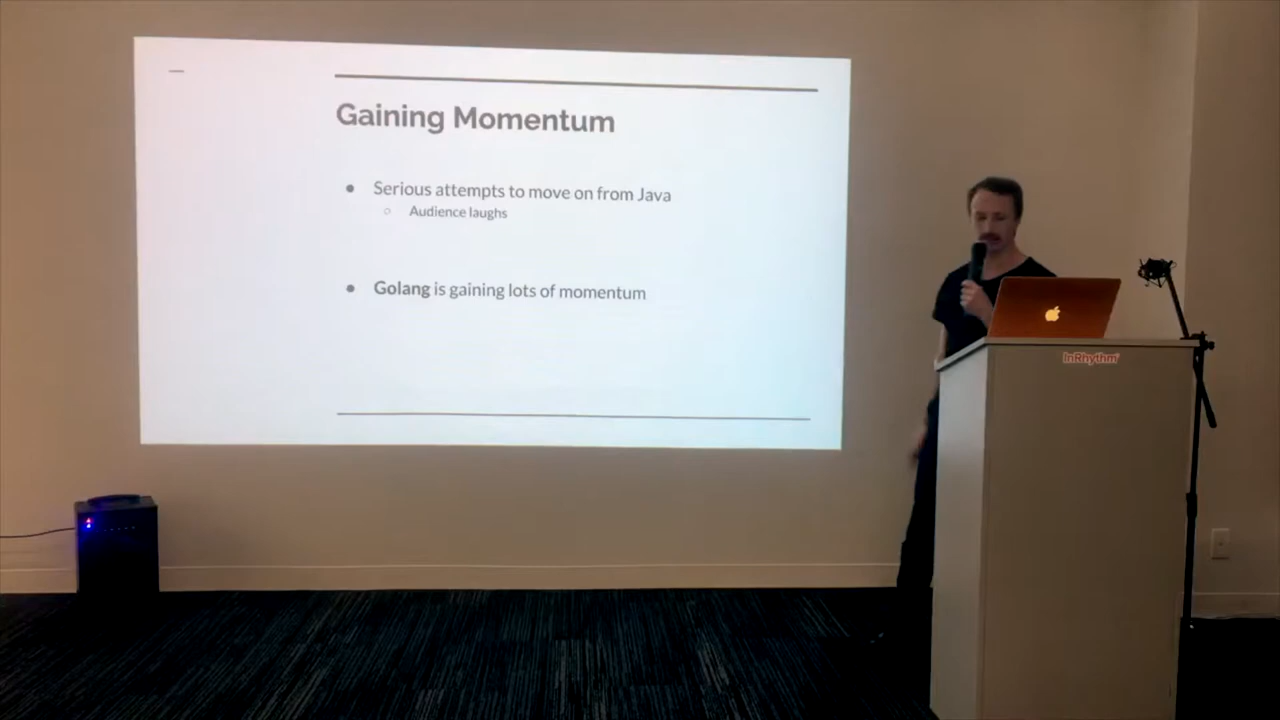 Gaining Momentum
Serious attempts to move on from Java
Audience laughs
Golang is gaining lots of momentum
InRhythm